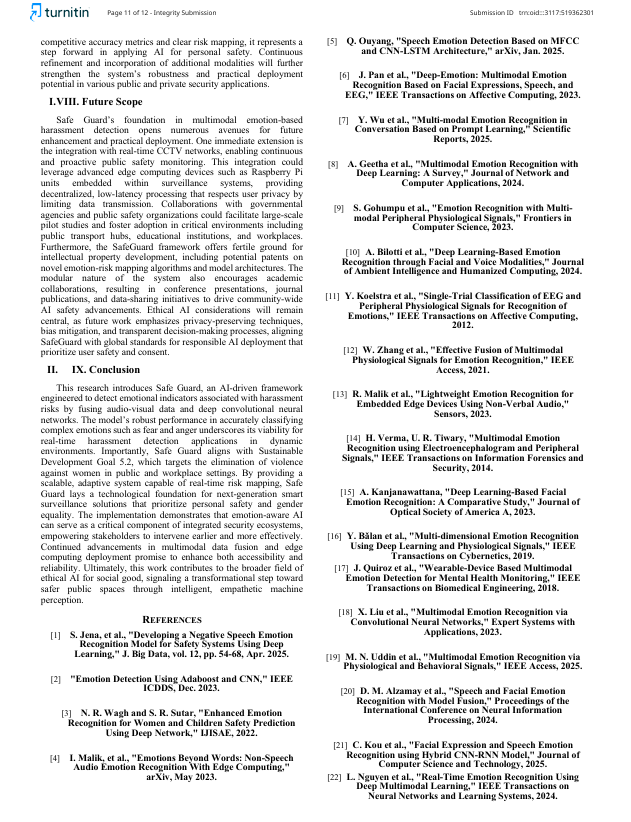 turnitin
Page 11 of 12 - Integrity Submission
Submission ID trn:oid:::3117:519362301
competitive accuracy metrics and clear risk mapping, it represents a
step forward in applying AI for personal safety. Continuous
refinement and incorporation of additional modalities will further
strengthen the system's robustness and practical deployment
potential in various public and private security applications.
I.VIII. Future Scope
Safe Guard's foundation in multimodal emotion-based
harassment detection opens numerous avenues for future
enhancement and practical deployment. One immediate extension is
the integration with real-time CCTV networks, enabling continuous
and proactive public safety monitoring. This integration could
leverage advanced edge computing devices such as Raspberry Pi
units embedded within surveillance systems, providing
decentralized, low-latency processing that respects user privacy by
limiting data transmission. Collaborations with governmental
agencies and public safety organizations could facilitate large-scale
pilot studies and foster adoption in critical environments including
public transport hubs, educational institutions, and workplaces.
Furthermore, the SafeGuard framework offers fertile ground for
intellectual property development, including potential patents on
novel emotion-risk mapping algorithms and model architectures. The
modular nature of the system also encourages academic
collaborations, resulting in conference presentations, journal
publications, and data-sharing initiatives to drive community-wide
AI safety advancements. Ethical AI considerations will remain
central, as future work emphasizes privacy-preserving techniques,
bias mitigation, and transparent decision-making processes, aligning
SafeGuard with global standards for responsible AI deployment that
prioritize user safety and consent.
II. IX. Conclusion
This research introduces Safe Guard, an AI-driven framework
engineered to detect emotional indicators associated with harassment
risks by fusing audio-visual data and deep convolutional neural
networks. The model's robust performance in accurately classifying
complex emotions such as fear and anger underscores its viability for
real-time harassment detection applications in dynamic
environments. Importantly, Safe Guard aligns with Sustainable
Development Goal 5.2, which targets the elimination of violence
against women in public and workplace settings. By providing a
scalable, adaptive system capable of real-time risk mapping, Safe
Guard lays a technological foundation for next-generation smart
surveillance solutions that prioritize personal safety and gender
equality. The implementation demonstrates that emotion-aware AI
can serve as a critical component of integrated security ecosystems,
empowering stakeholders to intervene earlier and more effectively.
Continued advancements in multimodal data fusion and edge
computing deployment promise to enhance both accessibility and
reliability. Ultimately, this work contributes to the broader field of
ethical AI for social good, signaling a transformational step toward
safer public spaces through intelligent, empathetic machine
perception.
REFERENCES
[1] S. Jena, et al., "Developing a Negative Speech Emotion
Recognition Model for Safety Systems Using Deep
Learning," J. Big Data, vol. 12, pp. 54-68, Apr. 2025.
[2] "Emotion Detection Using Adaboost and CNN," IEEE
ICDDS, Dec. 2023.
[3] N. R. Wagh and S. R. Sutar, "Enhanced Emotion
Recognition for Women and Children Safety Prediction
Using Deep Network," IJISAE, 2022.
[4] I. Malik, et al., "Emotions Beyond Words: Non-Speech
Audio Emotion Recognition With Edge Computing,"
arXiv, May 2023.
[5] Q. Ouyang, "Speech Emotion Detection Based on MFCC
and CNN-LSTM Architecture," arXiv, Jan. 2025.
[6] J. Pan et al., "Deep-Emotion: Multimodal Emotion
Recognition Based on Facial Expressions, Speech, and
EEG," IEEE Transactions on Affective Computing, 2023.
[7] Y. Wu et al., "Multi-modal Emotion Recognition in
Conversation Based on Prompt Learning," Scientific
Reports, 2025.
[8] A. Geetha et al., "Multimodal Emotion Recognition with
Deep Learning: A Survey," Journal of Network and
Computer Applications, 2024.
[9] S. Gohumpu et al., "Emotion Recognition with Multi-
modal Peripheral Physiological Signals," Frontiers in
Computer Science, 2023.
[10] A. Bilotti et al., "Deep Learning-Based Emotion
Recognition through Facial and Voice Modalities," Journal
of Ambient Intelligence and Humanized Computing, 2024.
[11] Y. Koelstra et al., "Single-Trial Classification of EEG and
Peripheral Physiological Signals for Recognition of
Emotions," IEEE Transactions on Affective Computing,
2012.
[12] W. Zhang et al., "Effective Fusion of Multimodal
Physiological Signals for Emotion Recognition," IEEE
Access, 2021.
[13] R. Malik et al., "Lightweight Emotion Recognition for
Embedded Edge Devices Using Non-Verbal Audio,"
Sensors, 2023.
[14] H. Verma, U. R. Tiwary, "Multimodal Emotion
Recognition using Electroencephalogram and Peripheral
Signals," IEEE Transactions on Information Forensics and
Security, 2014.
[15] A. Kanjanawattana, "Deep Learning-Based Facial
Emotion Recognition: A Comparative Study," Journal of
Optical Society of America A, 2023.
[16] Y. Bălan et al., "Multi-dimensional Emotion Recognition
Using Deep Learning and Physiological Signals," IEEE
Transactions on Cybernetics, 2019.
[17] J. Quiroz et al., "Wearable-Device Based Multimodal
Emotion Detection for Mental Health Monitoring," IEEE
Transactions on Biomedical Engineering, 2018.
[18] X. Liu et al., "Multimodal Emotion Recognition via
Convolutional Neural Networks," Expert Systems with
Applications, 2023.
[19] M. N. Uddin et al., "Multimodal Emotion Recognition via
Physiological and Behavioral Signals," IEEE Access, 2025.
[20] D. M. Alzamay et al., "Speech and Facial Emotion
Recognition with Model Fusion," Proceedings of the
International Conference on Neural Information
Processing, 2024.
[21] C. Kou et al., "Facial Expression and Speech Emotion
Recognition using Hybrid CNN-RNN Model," Journal of
Computer Science and Technology, 2025.
[22] L. Nguyen et al., "Real-Time Emotion Recognition Using
Deep Multimodal Learning," IEEE Transactions on
Neural Networks and Learning Systems, 2024.